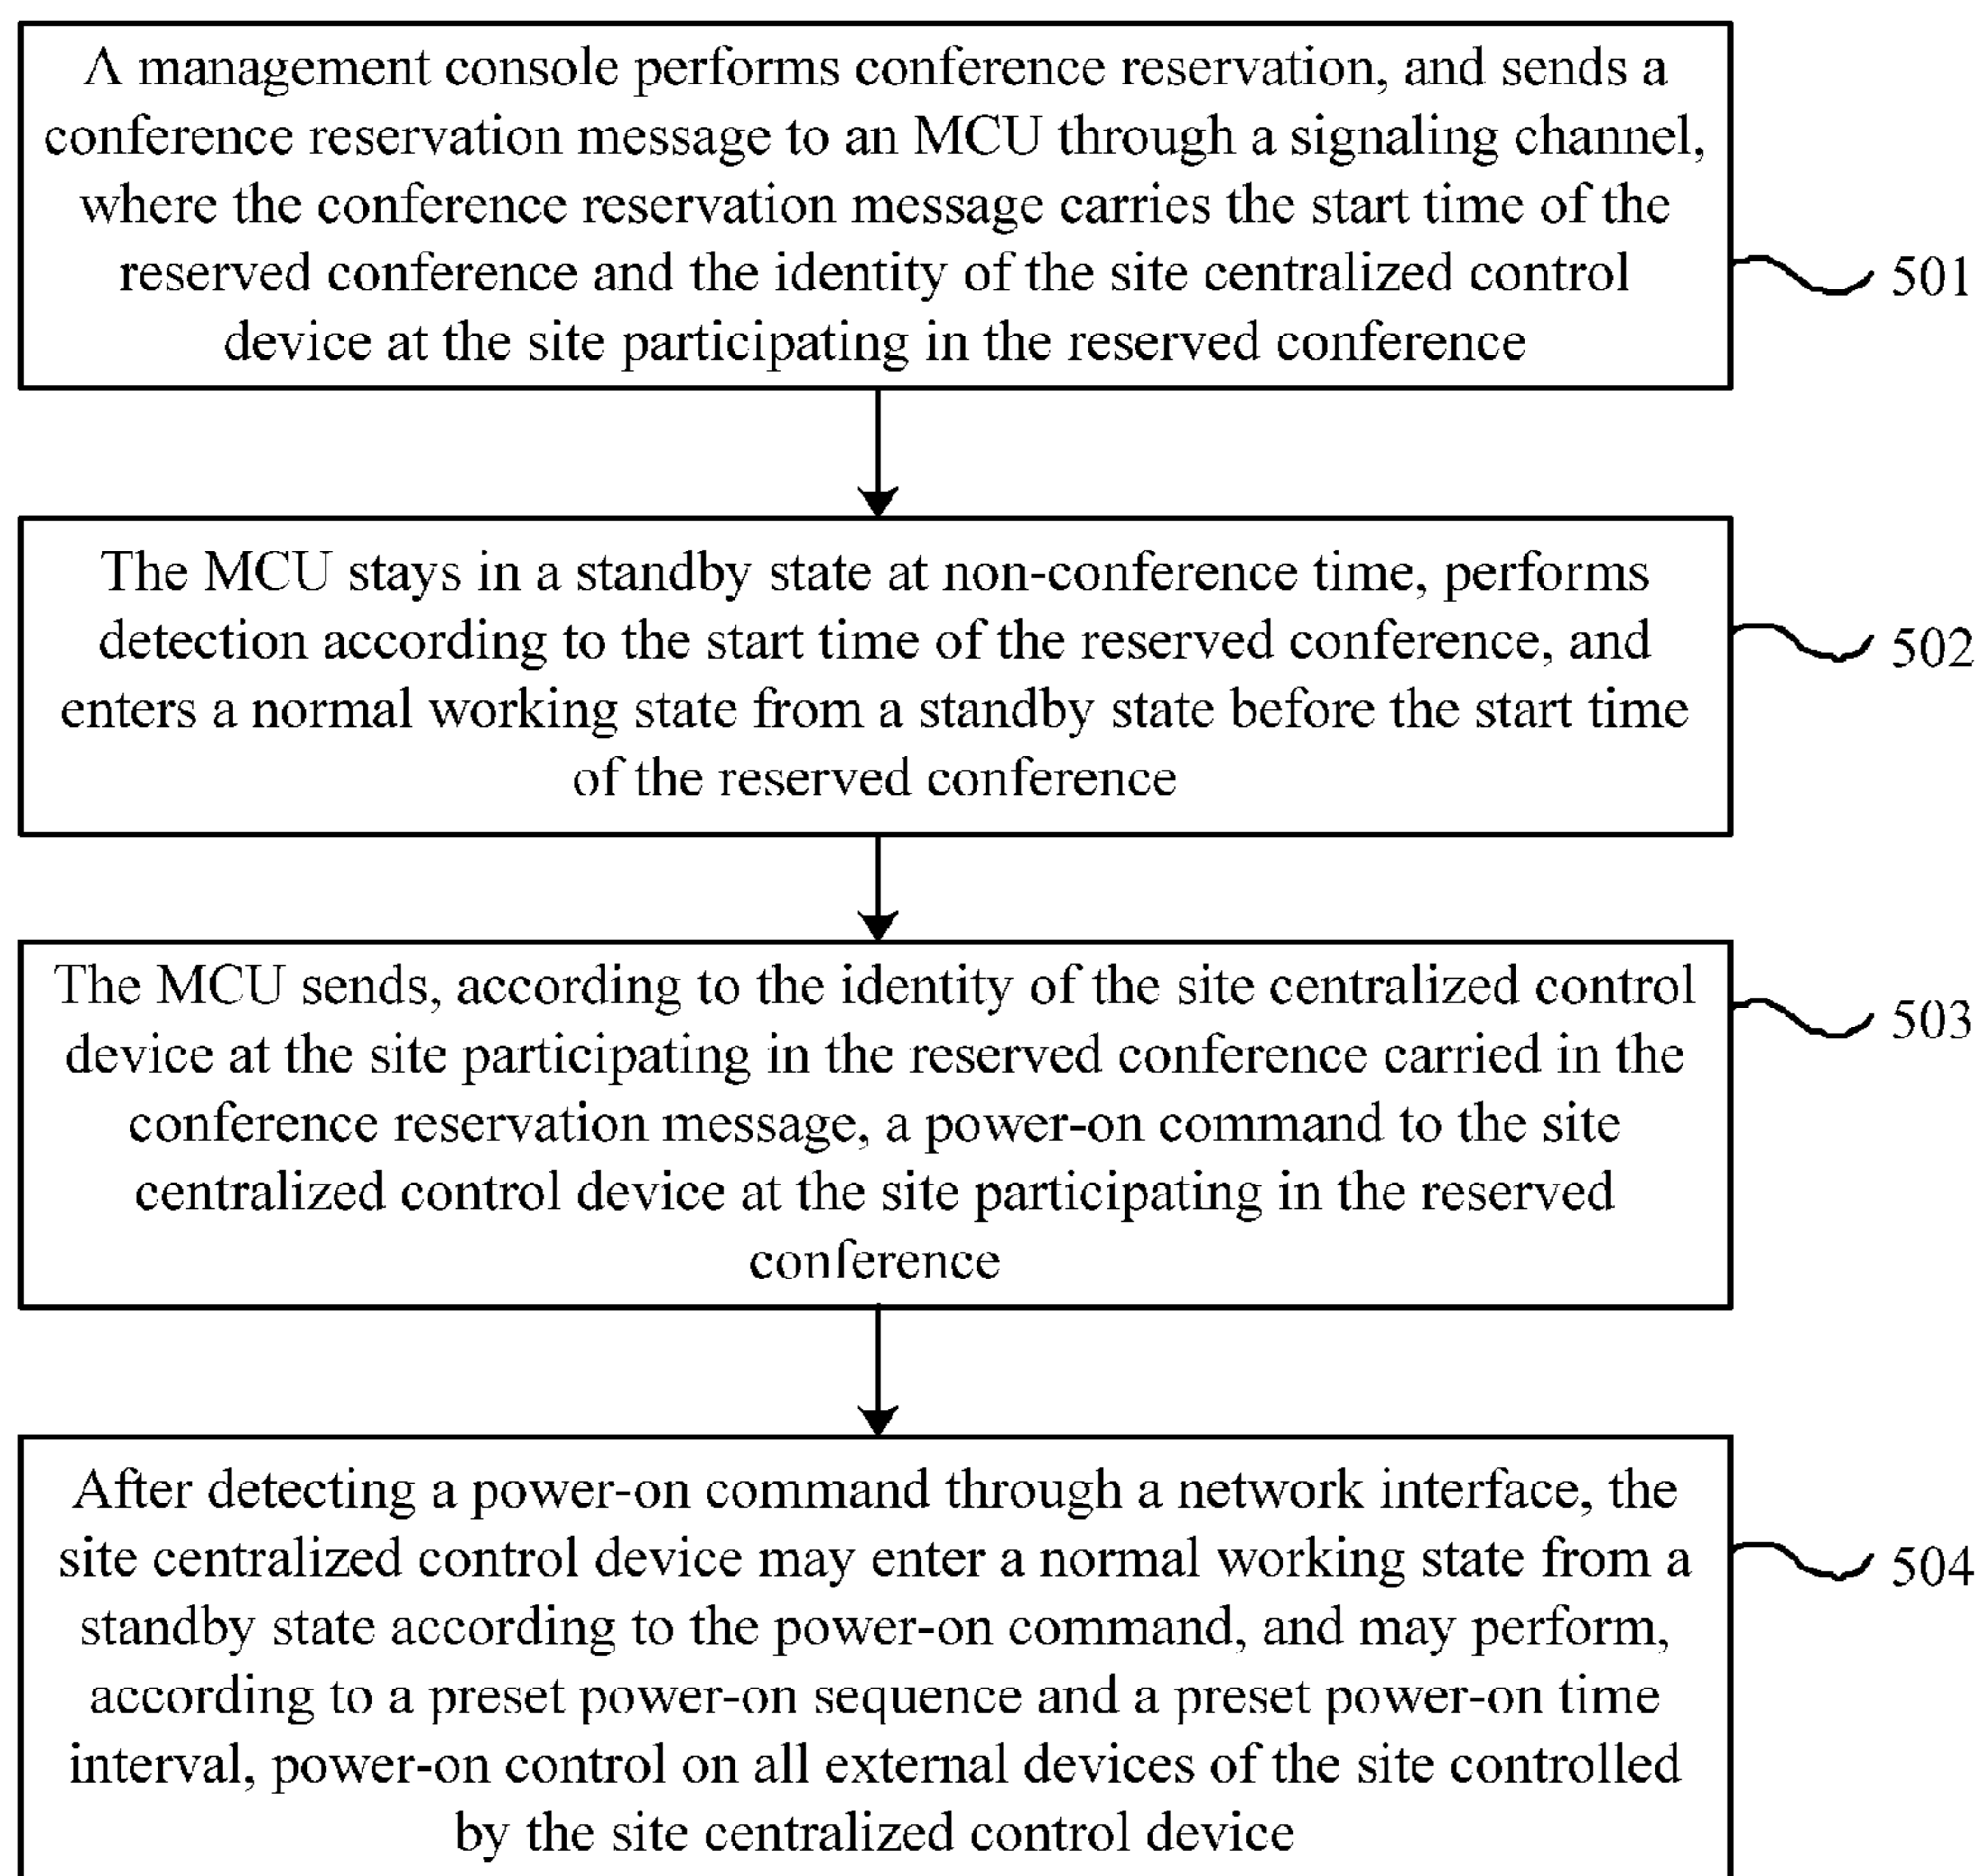 A management console performs conference reservation, and sends a
conference reservation message to an MCU through a signaling channel,
where the conference reservation message carries the start time of the
reserved conference and the identity of the site centralized control
device at the site participating in the reserved conference
501
The MCU stays in a standby state at non-conference time, performs
detection according to the start time of the reserved conference, and
enters a normal working state from a standby state before the start time
of the reserved conference
502
The MCU sends, according to the identity of the site centralized control
device at the site participating in the reserved conference carried in the
conference reservation message, a power-on command to the site
centralized control device at the site participating in the reserved
conference
503
After detecting a power-on command through a network interface, the
site centralized control device may enter a normal working state from a
standby state according to the power-on command, and may perform,
according to a preset power-on sequence and a preset power-on time
interval, power-on control on all external devices of the site controlled
by the site centralized control device
504